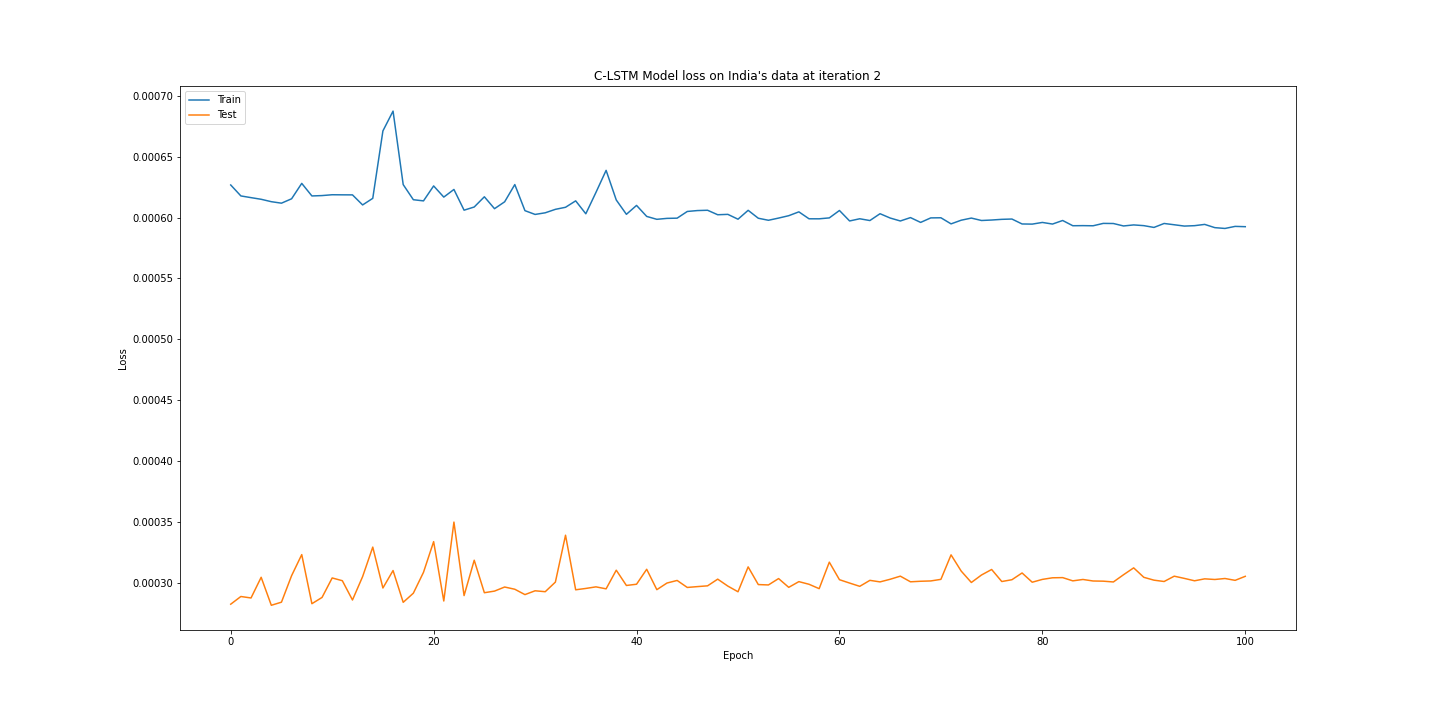 C-LSTM Model loss on India's data at iteration 2
Train
Test
0.00070
0.00065
0.00060
0.00055
0.00050
0.00045
0.00040
0.00035
0.00030
Loss
0 20 40 60 80 100
Epoch